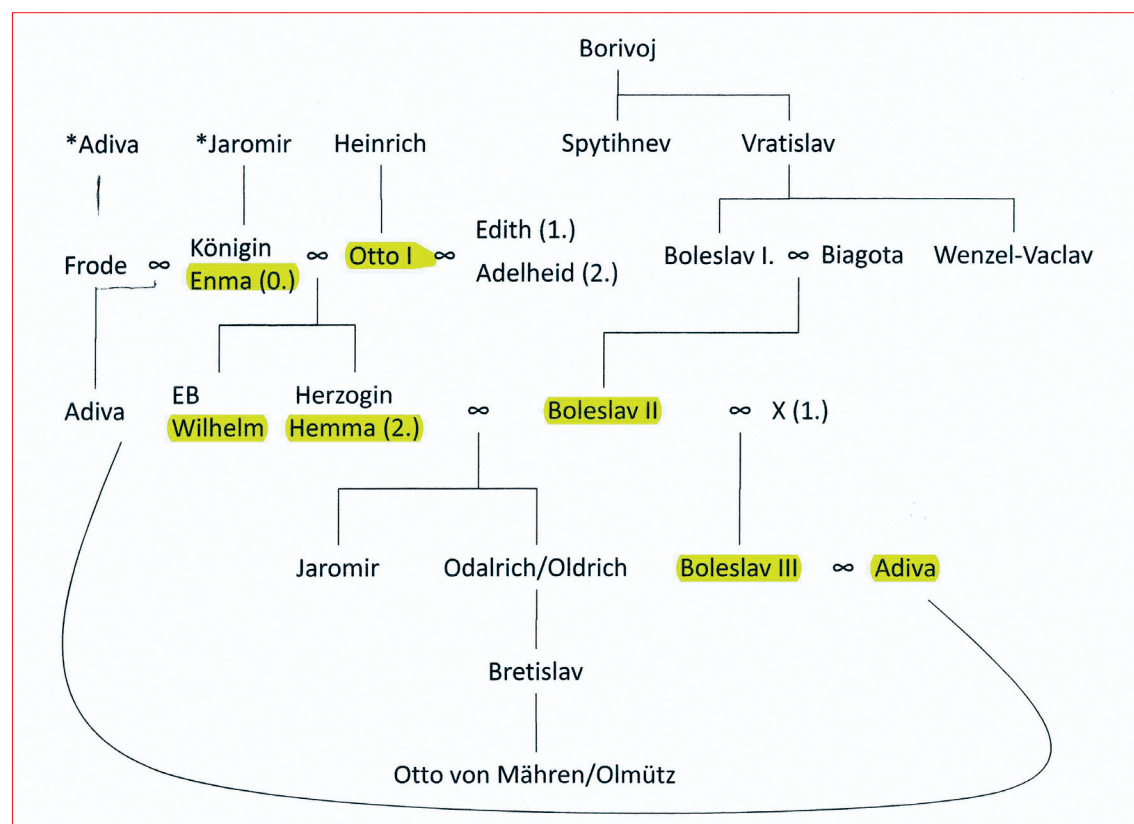 Borivoj
*Adiva *Jaromir Heinrich Spytihnev Vratislav
Edith (1.)
Königin
Frode ∞ ∞ Otto I ∞ Boleslav I. ∞ Biagota Wenzel-Vaclav
Enma (0.) Adelheid (2.)
EB Herzogin
Adiva ∞ Boleslav II ∞ X (1.)
Wilhelm Hemma (2.)
Jaromir Odalrich/Oldrich Boleslav III ∞ Adiva
Bretislav
Otto von Mähren/Olmütz